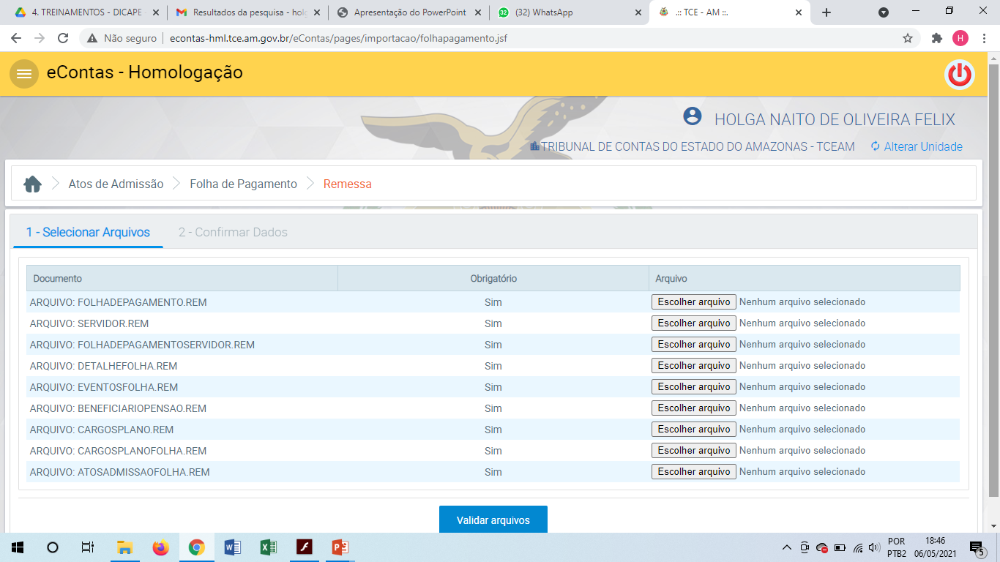 4. TREINAMENTOS - DICAPE -
Resultados da pesquisa - holg
Apresentação do PowerPoint
(32) WhatsApp
.:: TCE - AM ::.
Não seguro
econtas-hml.tce.am.gov.br/eContas/pages/importacao/folhapagamento.jsf
H
eContas - Homologação
HOLGA NAITO DE OLIVEIRA FELIX
TRIBUNAL DE CONTAS DO ESTADO DO AMAZONAS - TCEAM Alterar Unidade
Atos de Admissão Folha de Pagamento Remessa
1 - Selecionar Arquivos 2 - Confirmar Dados
Documento Obrigatório Arquivo
ARQUIVO: FOLHADEPAGAMENTO.REM Sim Escolher arquivo Nenhum arquivo selecionado
ARQUIVO: SERVIDOR.REM Sim Escolher arquivo Nenhum arquivo selecionado
ARQUIVO: FOLHADEPAGAMENTOSERVIDOR.REM Sim Escolher arquivo Nenhum arquivo selecionado
ARQUIVO: DETALHEFOLHA.REM Sim Escolher arquivo Nenhum arquivo selecionado
ARQUIVO: EVENTOSFOLHA.REM Sim Escolher arquivo Nenhum arquivo selecionado
ARQUIVO: BENEFICIARIOPENSAO.REM Sim Escolher arquivo Nenhum arquivo selecionado
ARQUIVO: CARGOSPLANO.REM Sim Escolher arquivo Nenhum arquivo selecionado
ARQUIVO: CARGOSPLANOFOLHA.REM Sim Escolher arquivo Nenhum arquivo selecionado
ARQUIVO: ATOSADMISSAOFOLHA.REM Sim Escolher arquivo Nenhum arquivo selecionado
Validar arquivos
POR 18:46
PTB2 06/05/2021
5